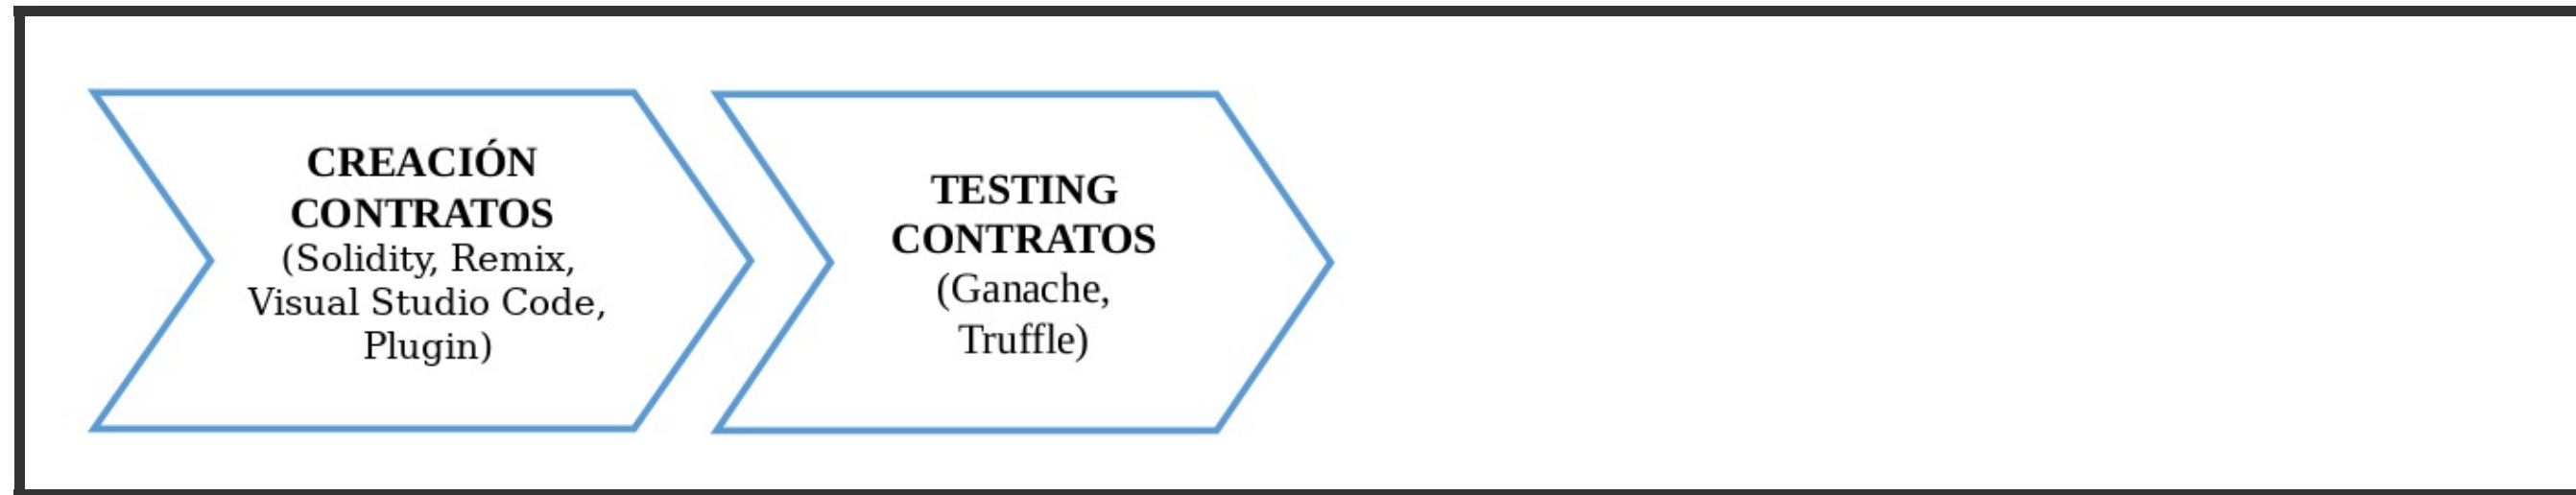 CREACIÓN
CONTRATOS
(Solidity, Remix,
Visual Studio Code,
Plugin)
TESTING
CONTRATOS
(Ganache,
Truffle)